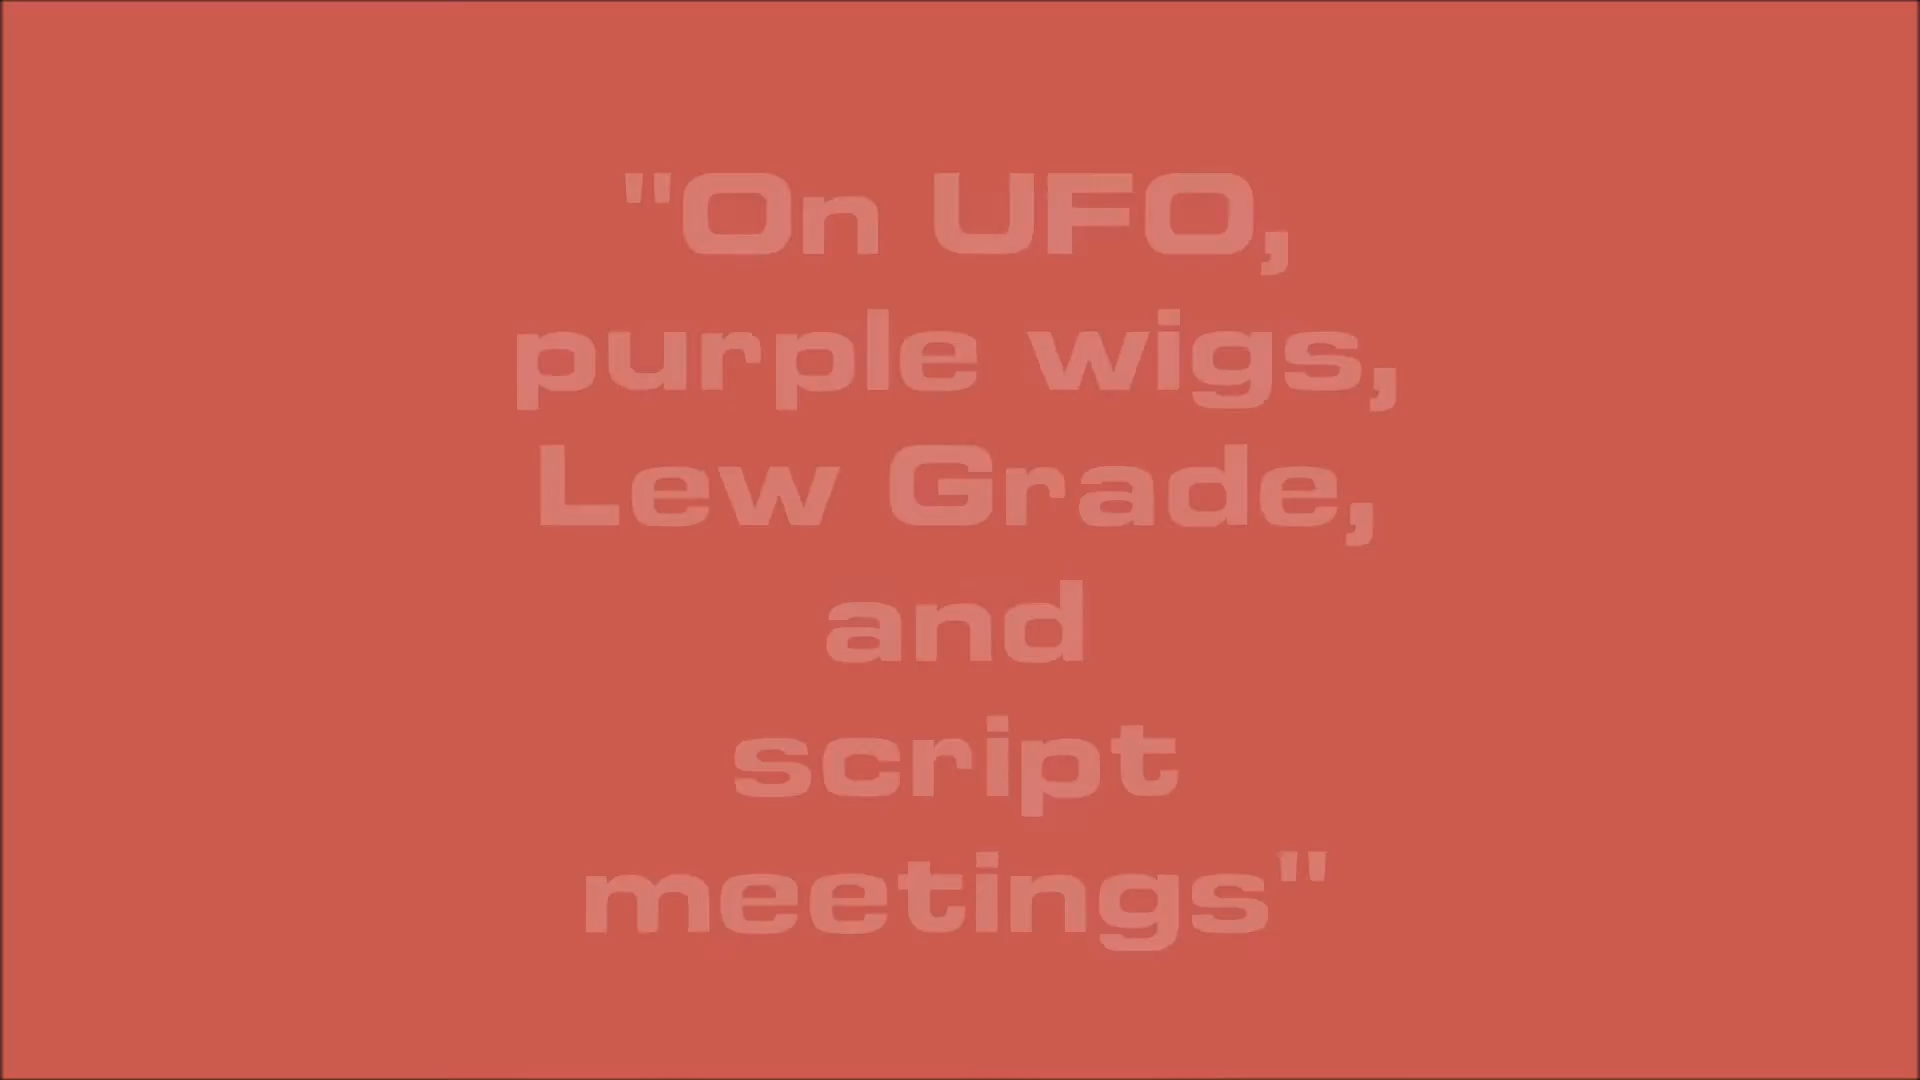 "On UFO,
purple wigs,
Lew Grade,
and
script
meetings"